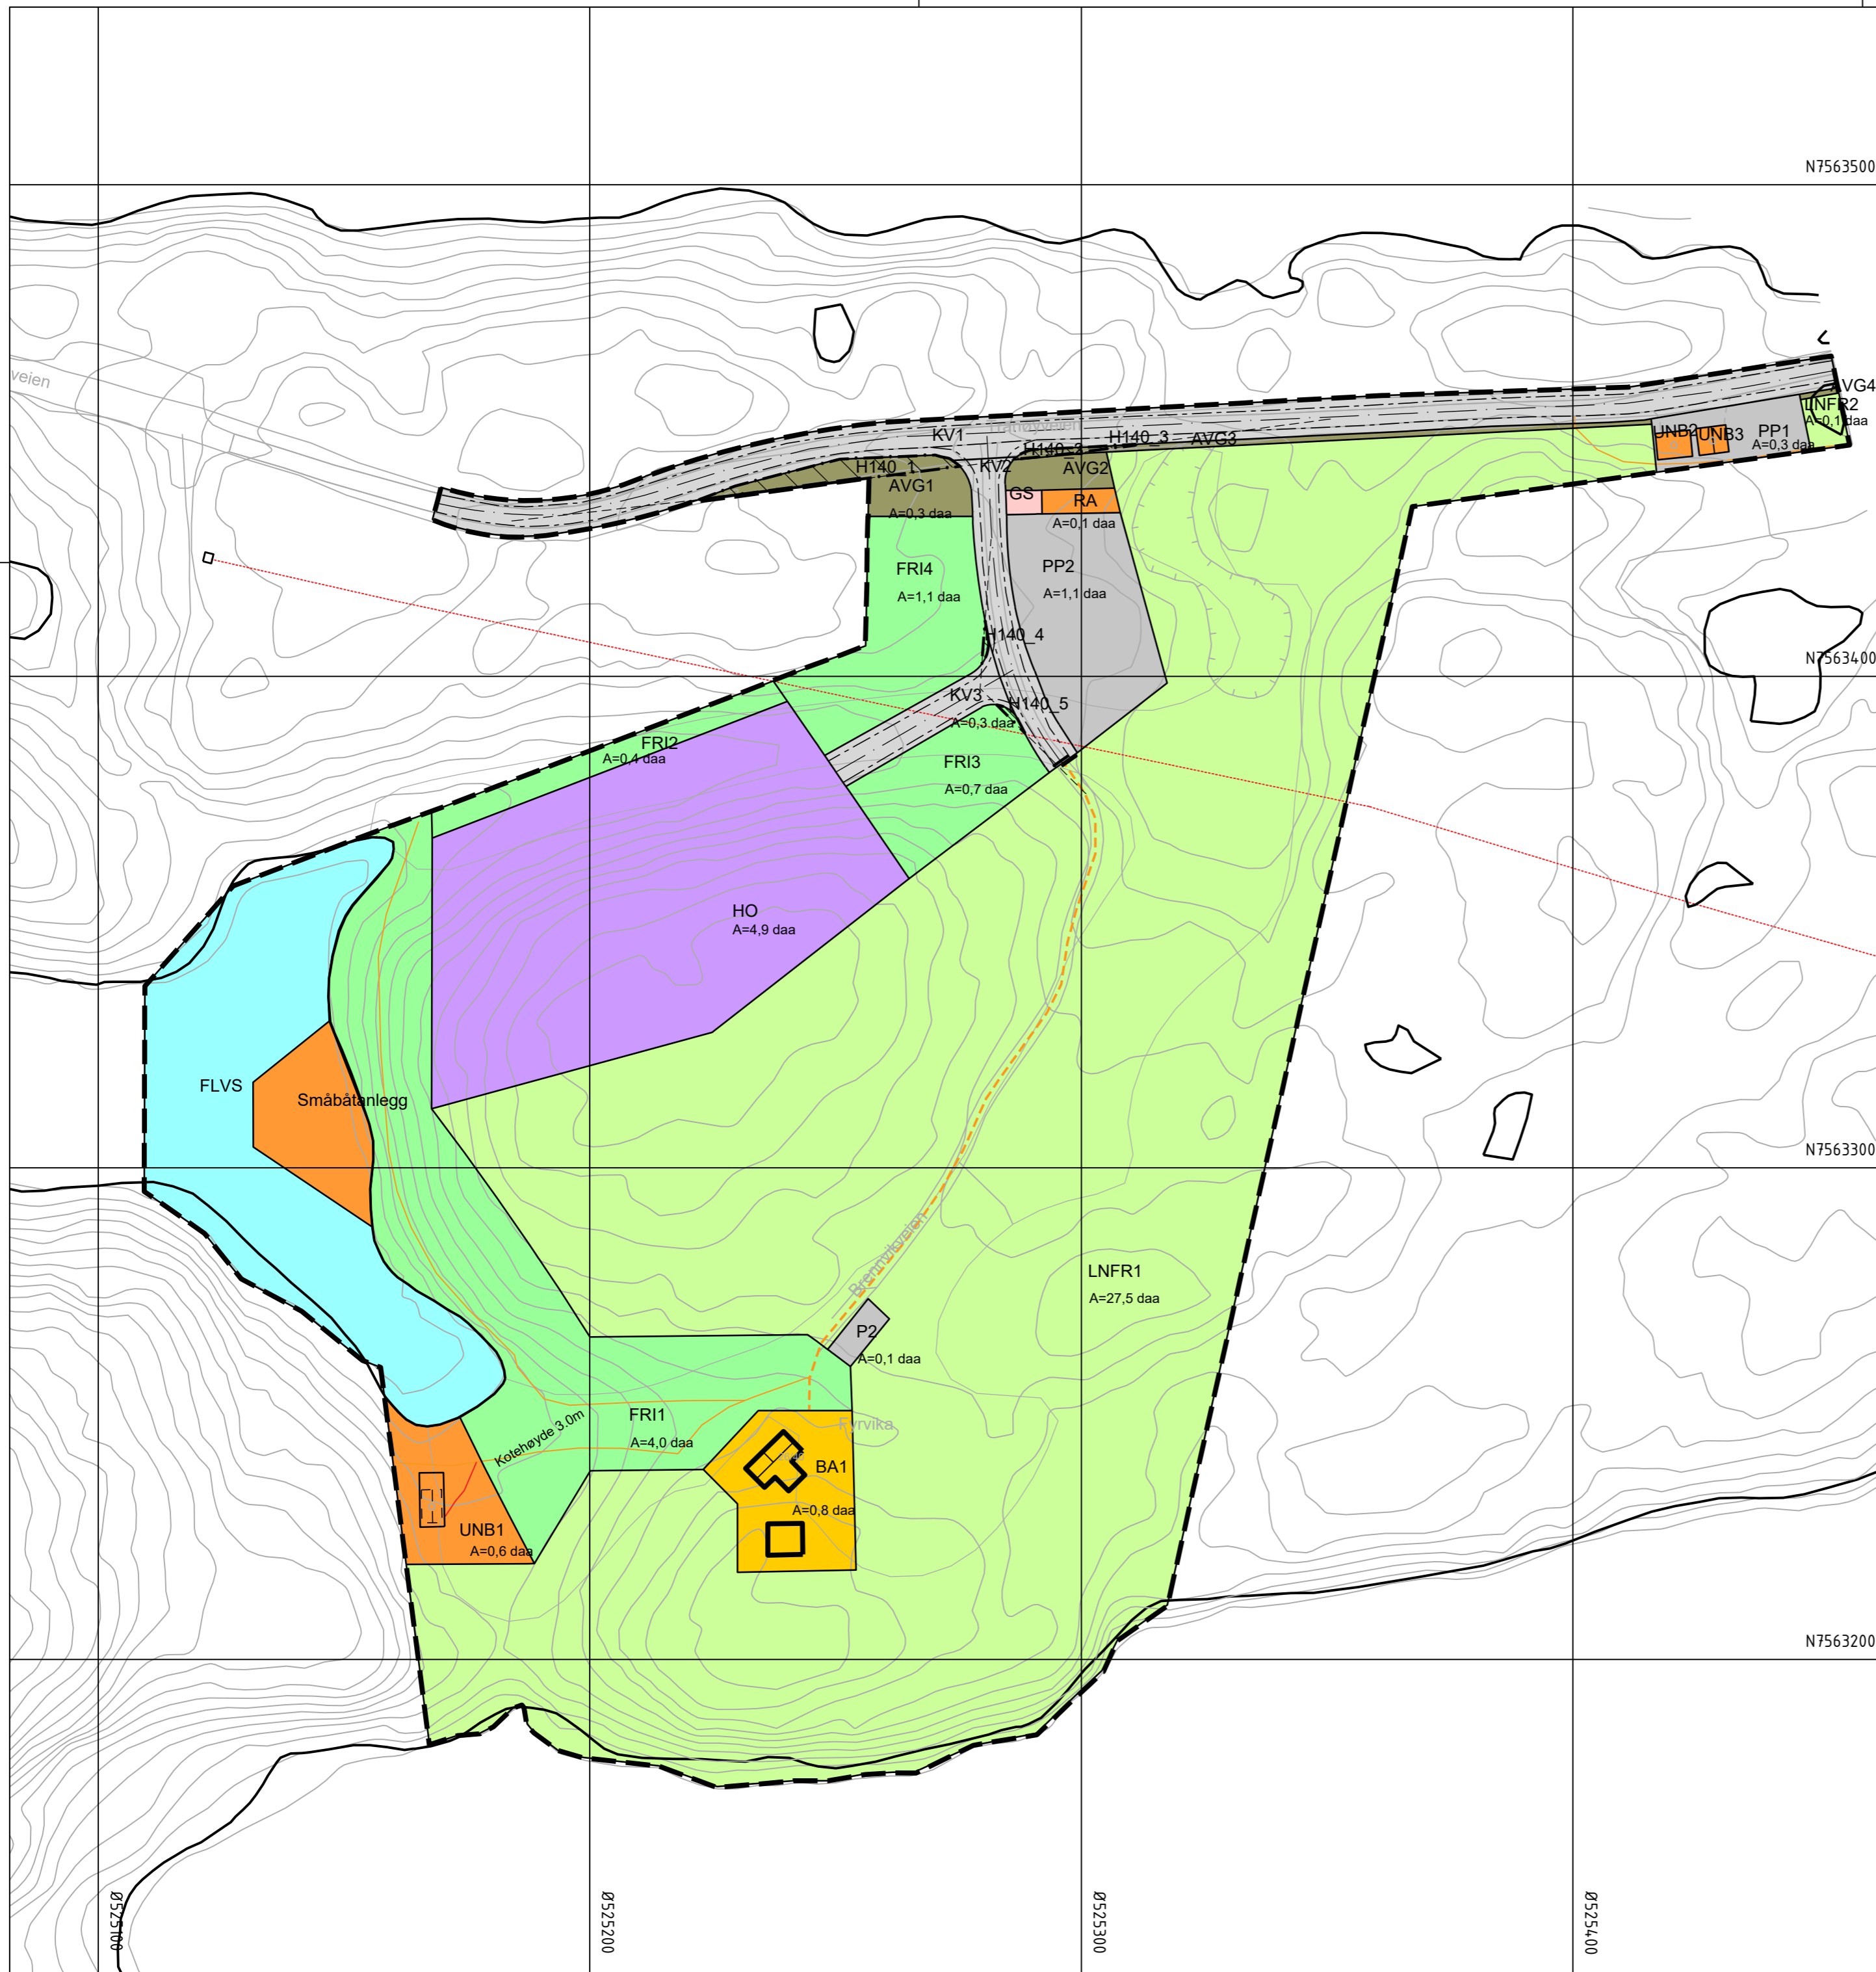 N7563500
veien
AVG4
LNFR2
A=0,1 daa
Tranøyveien
KV1
H140_3
AVG3
UNB2
UNB3
PP1
A=0,3 daa
H140_2
H140_1
KV2
AVG2
AVG1
GS
RA
A=0,3 daa
A=0,1 daa
FRI4
A=1,1 daa
PP2
A=1,1 daa
H140_4
N7563400
KV3
A=0,3 daa
H140_5
FRI2
A=0,4 daa
FRI3
A=0,7 daa
HO
A=4,9 daa
FLVS
Småbåtanlegg
N7563300
Brennvikveien
LNFR1
A=27,5 daa
P2
A=0,1 daa
Kotehøyde 3.0m
FRI1
A=4,0 daa
Fyrvika
BA1
A=0,8 daa
UNB1
A=0,6 daa
N7563200
Ø525100
Ø525200
Ø525300
Ø525400